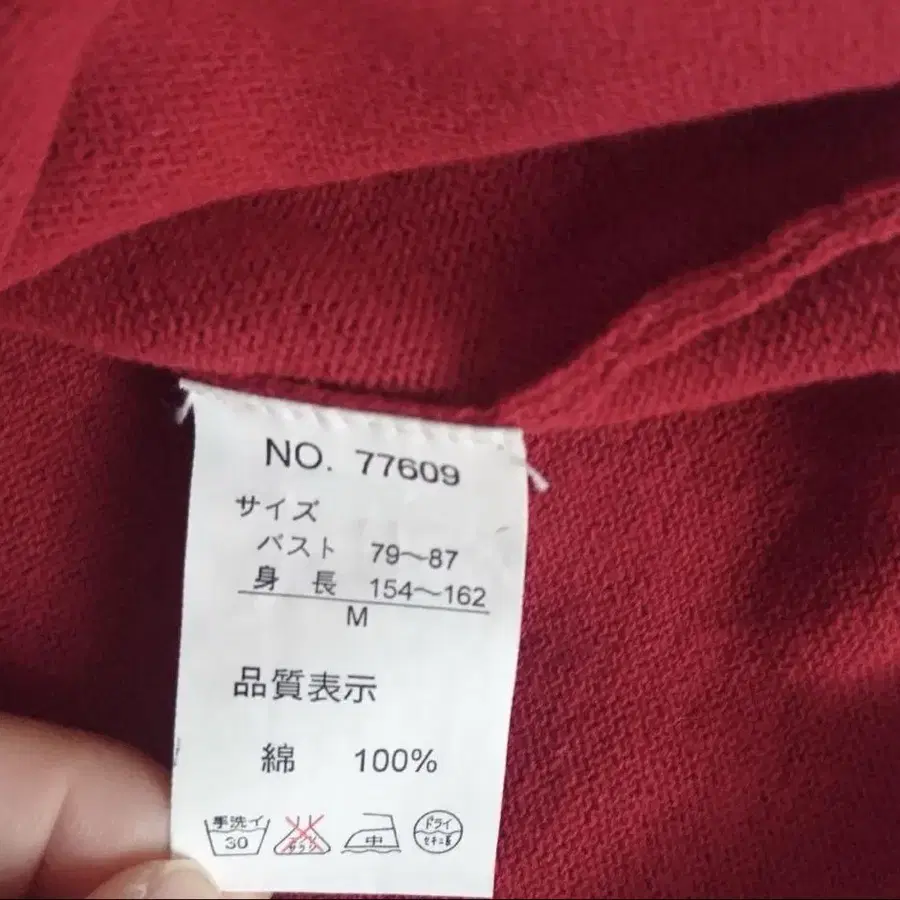 NO. 77609
サイズ
バスト 79〜87
身長 154〜162
M
品質表示
綿 100%
手洗イ 30 中 ドライ